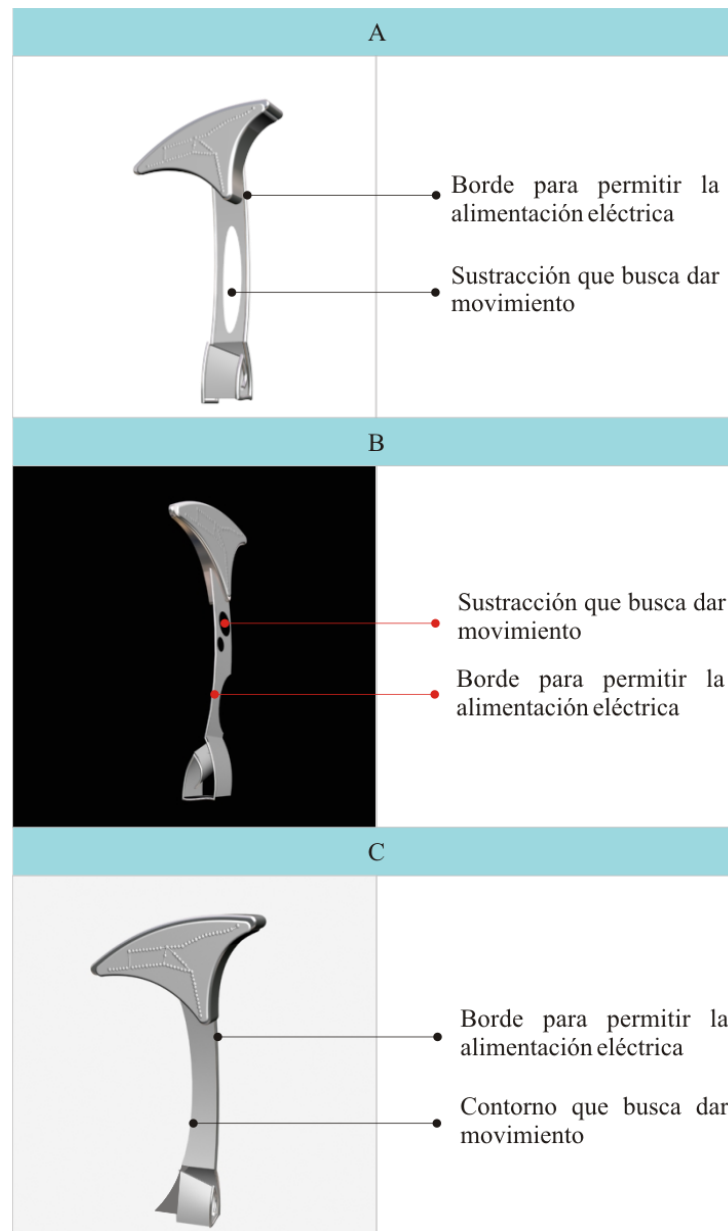 A
Borde para permitir la
alimentación eléctrica
Sustracción que busca dar
movimiento
B
Sustracción que busca dar
movimiento
Borde para permitir la
alimentación eléctrica
C
Borde para permitir la
alimentación eléctrica
Contorno que busca dar
movimiento